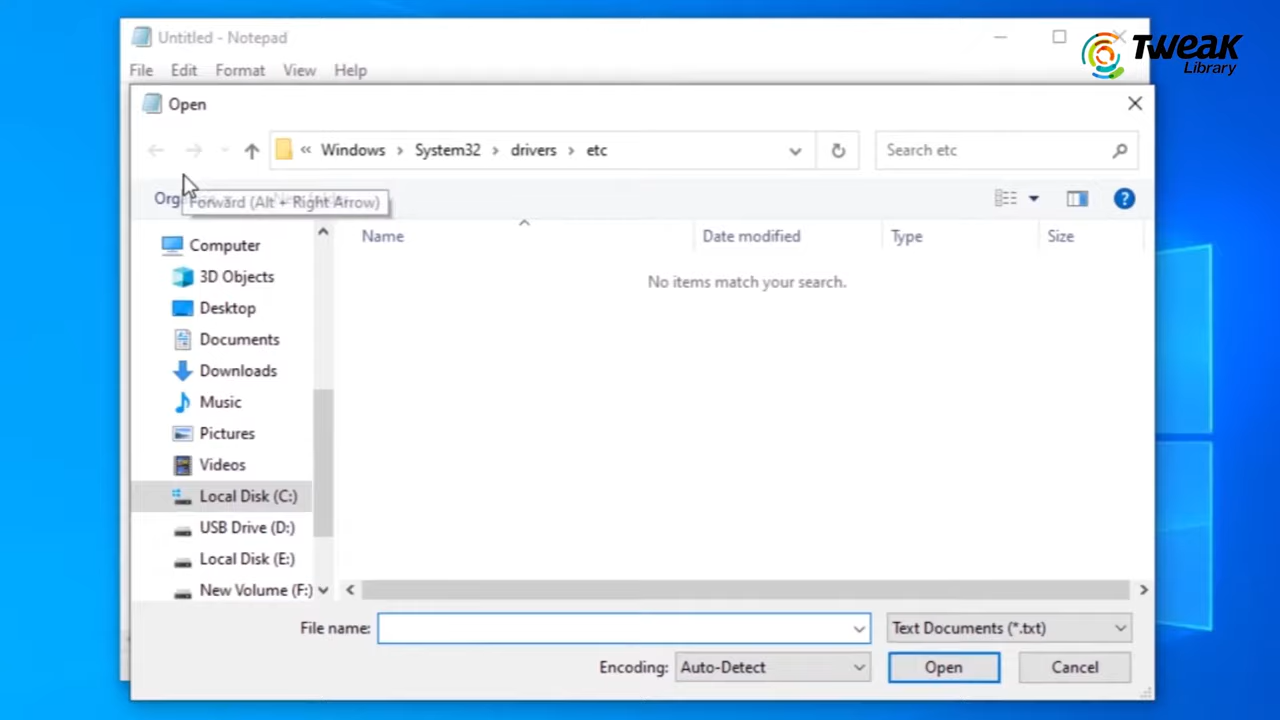 Untitled - Notepad
TWEAK
Library
File Edit Format View Help
Open
« Windows > System32 > drivers > etc
Search etc
Forward (Alt + Right Arrow)
Name Date modified Type Size
No items match your search.
Computer
3D Objects
Desktop
Documents
Downloads
Music
Pictures
Videos
Local Disk (C:)
USB Drive (D:)
Local Disk (E:)
New Volume (F:)
File name: Text Documents (*.txt)
Encoding: Auto-Detect Open Cancel